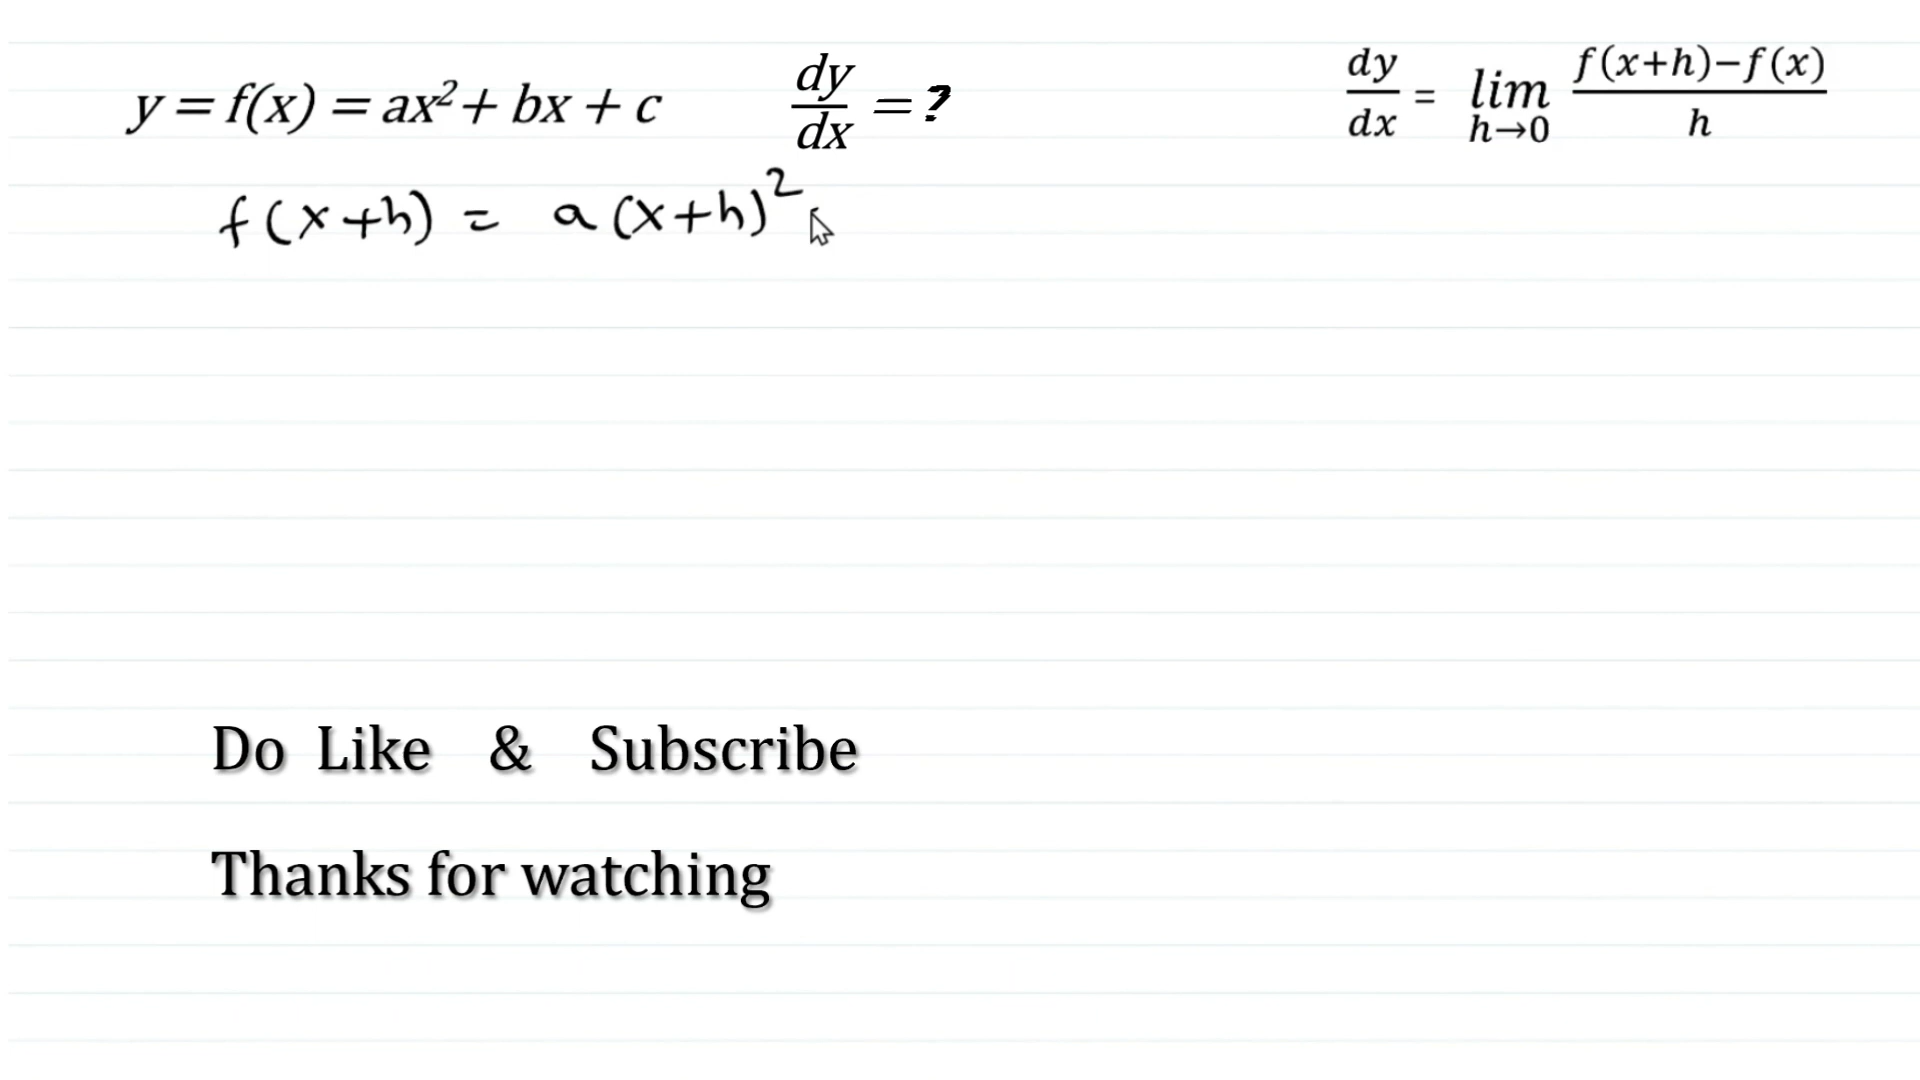 y = f(x) = ax²+ bx + c    dy/dx = ?
dy/dx = lim h→0 f(x+h)−f(x)/h
f(x+h) = a(x+h)²
Do Like & Subscribe
Thanks for watching